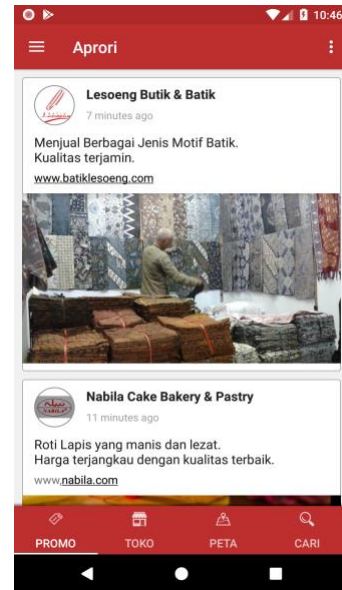 10:46
Aprori
Lesoeng Butik & Batik
7 minutes ago
Menjual Berbagai Jenis Motif Batik.
Kualitas terjamin.
www.batiklesoeng.com
Nabila Cake Bakery & Pastry
11 minutes ago
NABILA
Roti Lapis yang manis dan lezat.
Harga terjangkau dengan kualitas terbaik.
www.nabila.com
PROMO TOKO PETA CARI